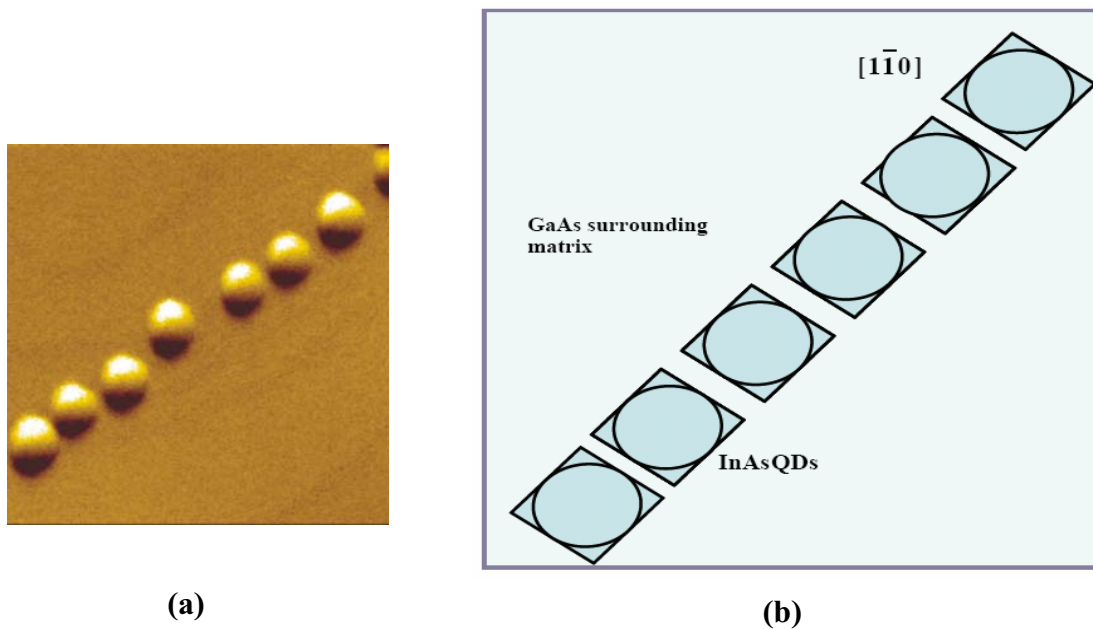 [11̅0]
GaAs surrounding
matrix
InAsQDs
(a)
(b)